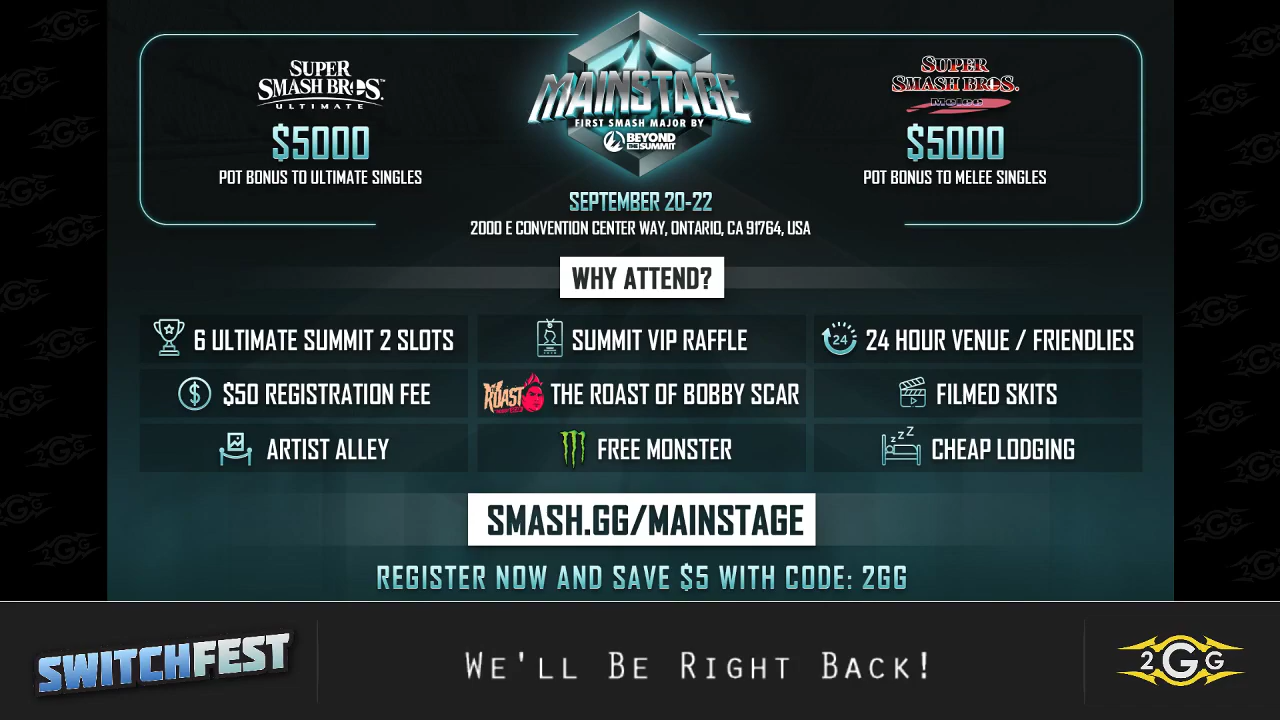 SUPER
SMASH BROS.
ULTIMATE
$5000
POT BONUS TO ULTIMATE SINGLES
MAINSTAGE
FIRST SMASH MAJOR BY
BEYOND
THE SUMMIT
SEPTEMBER 20-22
2000 E CONVENTION CENTER WAY, ONTARIO, CA 91764, USA
SUPER
SMASH BROS.
Melee
$5000
POT BONUS TO MELEE SINGLES
WHY ATTEND?
6 ULTIMATE SUMMIT 2 SLOTS
SUMMIT VIP RAFFLE
24
24 HOUR VENUE / FRIENDLIES
$
$50 REGISTRATION FEE
THE ROAST
THE ROAST OF BOBBY SCAR
FILMED SKITS
ARTIST ALLEY
FREE MONSTER
zzZ
CHEAP LODGING
SMASH.GG/MAINSTAGE
REGISTER NOW AND SAVE $5 WITH CODE: 2GG
SWITCHFEST
WE'LL BE RIGHT BACK!
2GG